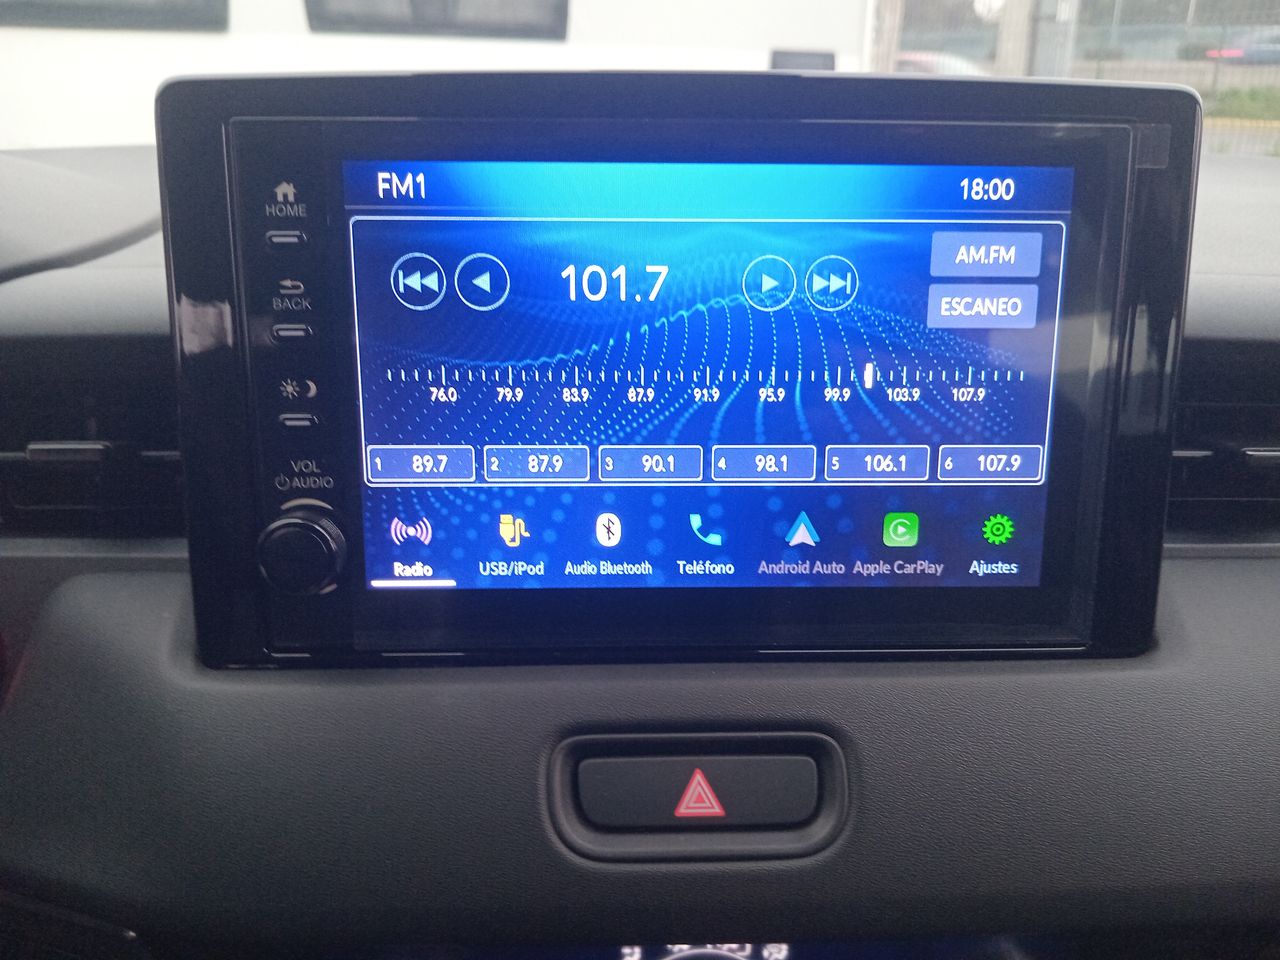 FM1
18:00
HOME
BACK
VOL
AUDIO
101.7
AM.FM
ESCANEO
76.0 79.9 83.9 87.9 91.9 95.9 99.9 103.9 107.9
1 89.7
2 87.9
3 90.1
4 98.1
5 106.1
6 107.9
Radio
USB/iPod
Audio Bluetooth
Teléfono
Android Auto
Apple CarPlay
Ajustes